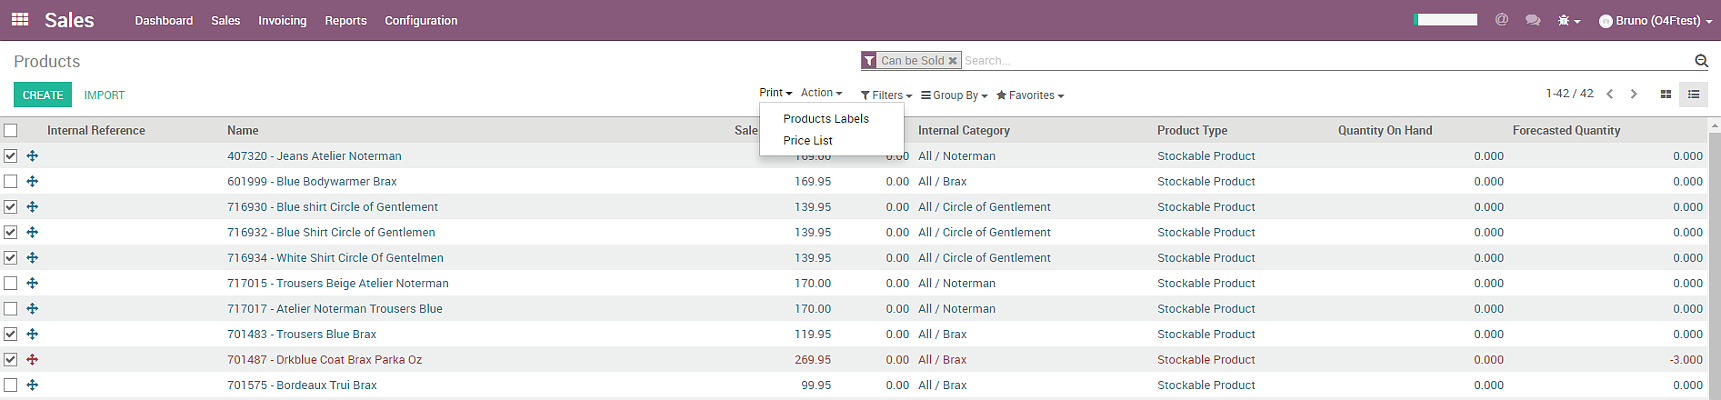 Sales Dashboard Sales Invoicing Reports Configuration @ Bruno (O4Ftest)
Products Can be Sold Search...
CREATE IMPORT Print Action Filters Group By Favorites 1-42 / 42
Products Labels
Price List
Internal Reference Name Sale Internal Category Product Type Quantity On Hand Forecasted Quantity
407320 - Jeans Atelier Noterman 169.00 0.00 All / Noterman Stockable Product 0.000 0.000
601999 - Blue Bodywarmer Brax 169.95 0.00 All / Brax Stockable Product 0.000 0.000
716930 - Blue shirt Circle of Gentlement 139.95 0.00 All / Circle of Gentlement Stockable Product 0.000 0.000
716932 - Blue Shirt Circle of Gentlemen 139.95 0.00 All / Circle of Gentlement Stockable Product 0.000 0.000
716934 - White Shirt Circle Of Gentelmen 139.95 0.00 All / Circle of Gentlement Stockable Product 0.000 0.000
717015 - Trousers Beige Atelier Noterman 170.00 0.00 All / Noterman Stockable Product 0.000 0.000
717017 - Atelier Noterman Trousers Blue 170.00 0.00 All / Noterman Stockable Product 0.000 0.000
701483 - Trousers Blue Brax 119.95 0.00 All / Brax Stockable Product 0.000 0.000
701487 - Drkblue Coat Brax Parka Oz 269.95 0.00 All / Brax Stockable Product 0.000 -3.000
701575 - Bordeaux Trui Brax 99.95 0.00 All / Brax Stockable Product 0.000 0.000